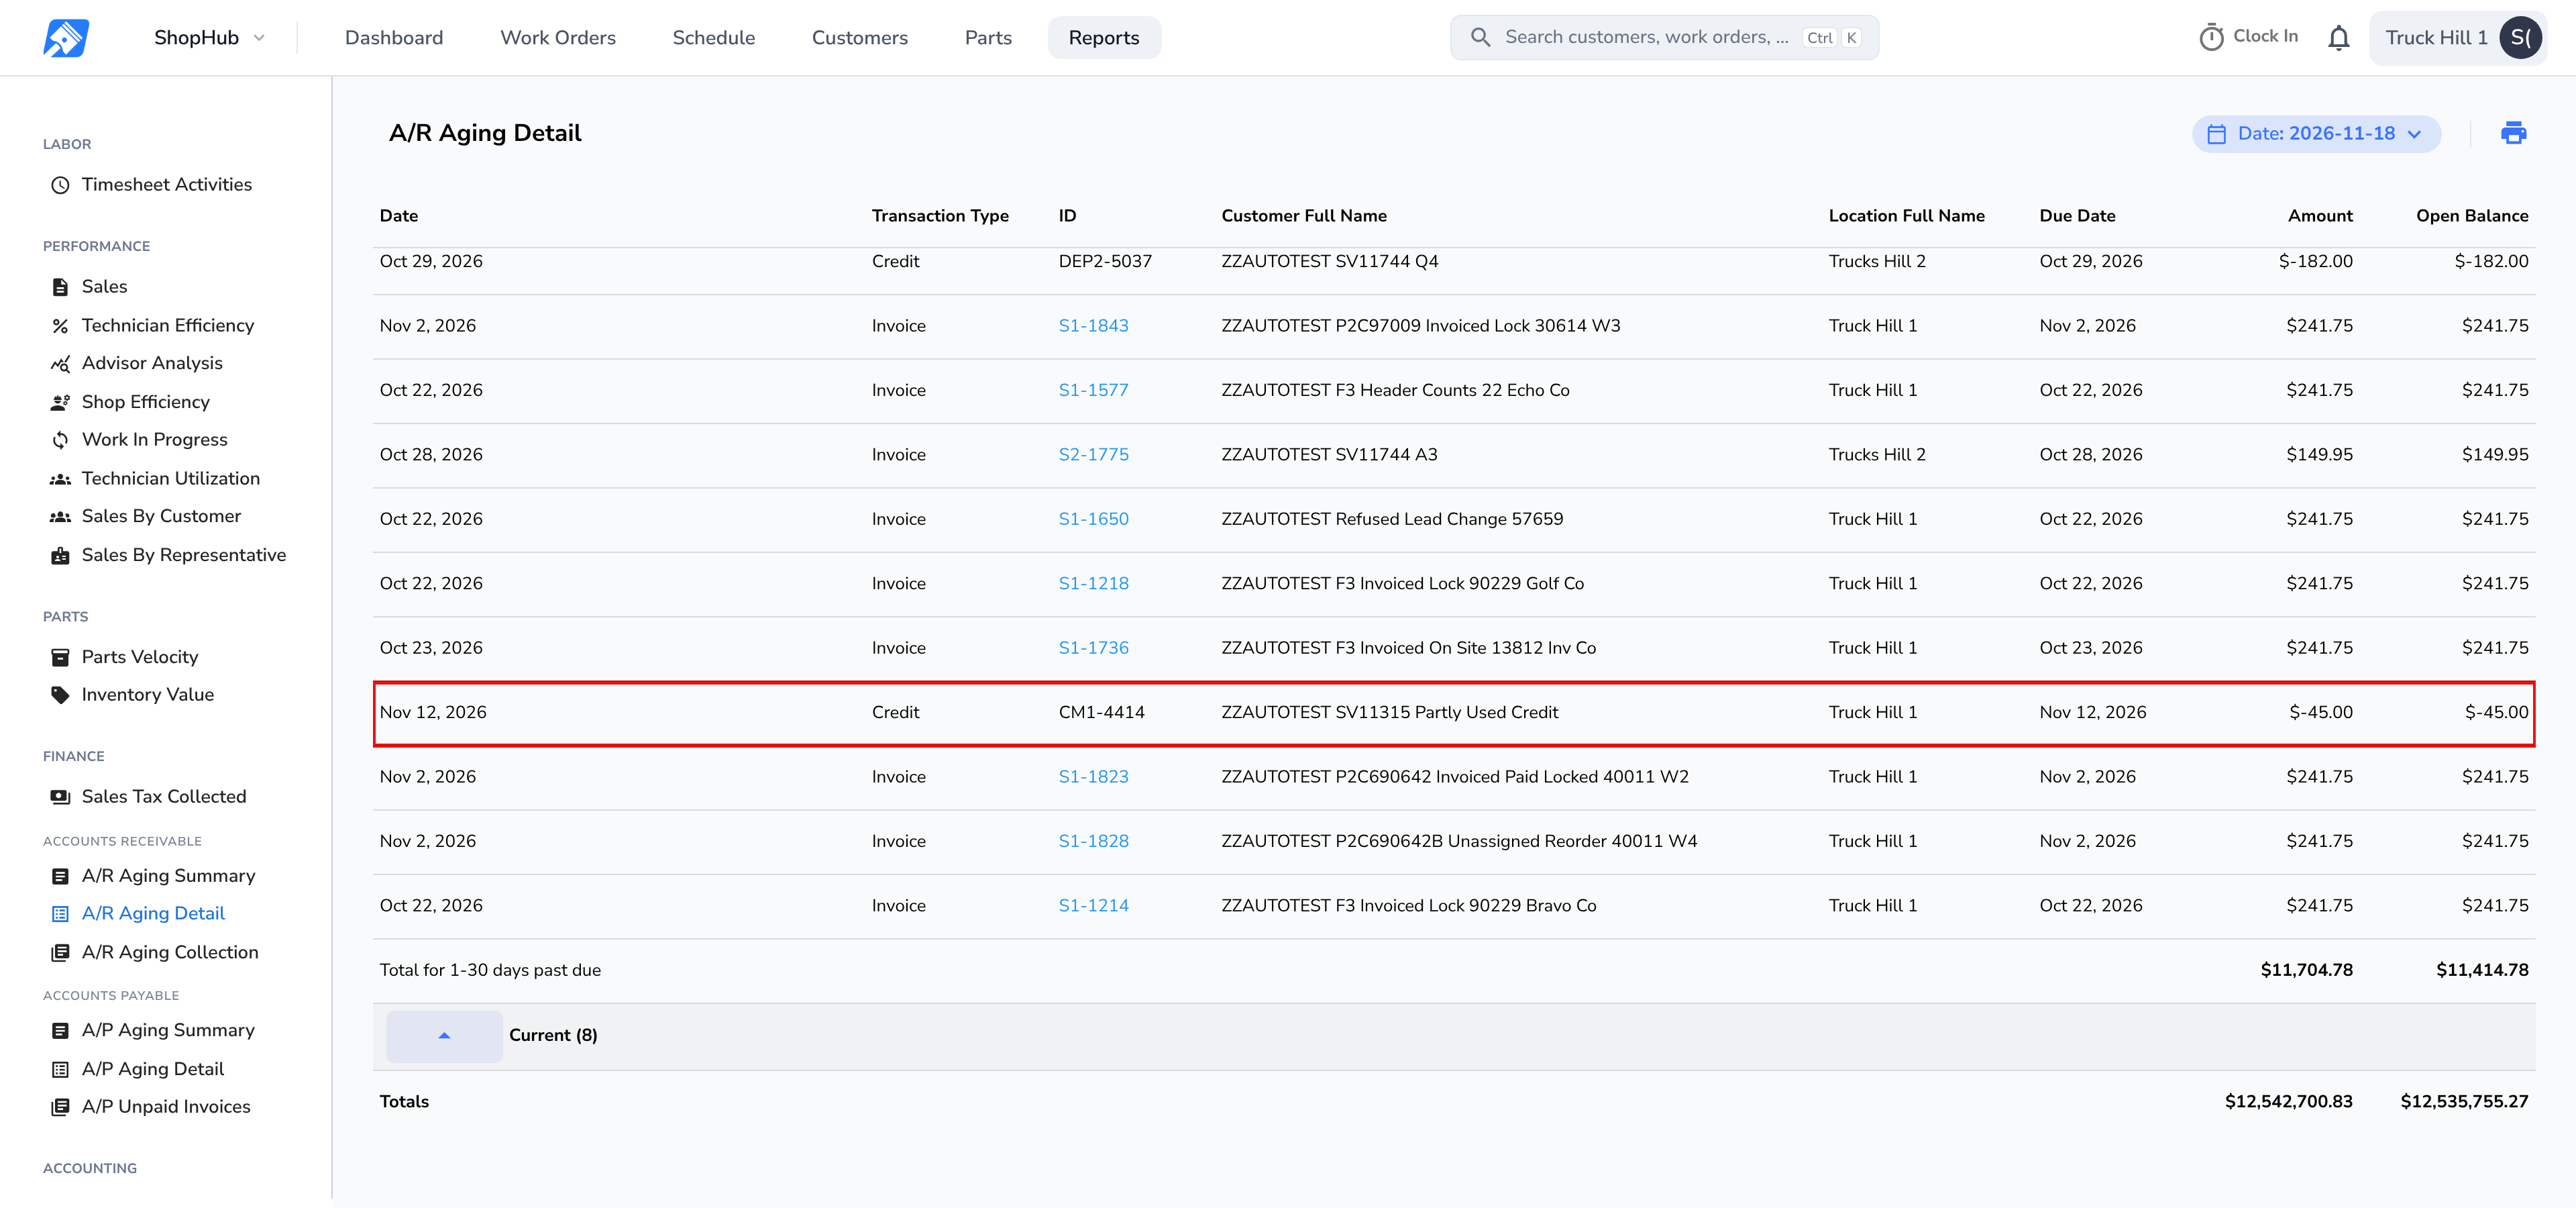 ShopHub Dashboard Work Orders Schedule Customers Parts Reports Search customers, work orders, ... Ctrl K Clock In Truck Hill 1 S(
LABOR
Timesheet Activities
PERFORMANCE
Sales
Technician Efficiency
Advisor Analysis
Shop Efficiency
Work In Progress
Technician Utilization
Sales By Customer
Sales By Representative
PARTS
Parts Velocity
Inventory Value
FINANCE
Sales Tax Collected
ACCOUNTS RECEIVABLE
A/R Aging Summary
A/R Aging Detail
A/R Aging Collection
ACCOUNTS PAYABLE
A/P Aging Summary
A/P Aging Detail
A/P Unpaid Invoices
ACCOUNTING
A/R Aging Detail Date: 2026-11-18
Date Transaction Type ID Customer Full Name Location Full Name Due Date Amount Open Balance
Oct 29, 2026 Credit DEP2-5037 ZZAUTOTEST SV11744 Q4 Trucks Hill 2 Oct 29, 2026 $-182.00 $-182.00
Nov 2, 2026 Invoice S1-1843 ZZAUTOTEST P2C97009 Invoiced Lock 30614 W3 Truck Hill 1 Nov 2, 2026 $241.75 $241.75
Oct 22, 2026 Invoice S1-1577 ZZAUTOTEST F3 Header Counts 22 Echo Co Truck Hill 1 Oct 22, 2026 $241.75 $241.75
Oct 28, 2026 Invoice S2-1775 ZZAUTOTEST SV11744 A3 Trucks Hill 2 Oct 28, 2026 $149.95 $149.95
Oct 22, 2026 Invoice S1-1650 ZZAUTOTEST Refused Lead Change 57659 Truck Hill 1 Oct 22, 2026 $241.75 $241.75
Oct 22, 2026 Invoice S1-1218 ZZAUTOTEST F3 Invoiced Lock 90229 Golf Co Truck Hill 1 Oct 22, 2026 $241.75 $241.75
Oct 23, 2026 Invoice S1-1736 ZZAUTOTEST F3 Invoiced On Site 13812 Inv Co Truck Hill 1 Oct 23, 2026 $241.75 $241.75
Nov 12, 2026 Credit CM1-4414 ZZAUTOTEST SV11315 Partly Used Credit Truck Hill 1 Nov 12, 2026 $-45.00 $-45.00
Nov 2, 2026 Invoice S1-1823 ZZAUTOTEST P2C690642 Invoiced Paid Locked 40011 W2 Truck Hill 1 Nov 2, 2026 $241.75 $241.75
Nov 2, 2026 Invoice S1-1828 ZZAUTOTEST P2C690642B Unassigned Reorder 40011 W4 Truck Hill 1 Nov 2, 2026 $241.75 $241.75
Oct 22, 2026 Invoice S1-1214 ZZAUTOTEST F3 Invoiced Lock 90229 Bravo Co Truck Hill 1 Oct 22, 2026 $241.75 $241.75
Total for 1-30 days past due $11,704.78 $11,414.78
Current (8)
Totals $12,542,700.83 $12,535,755.27